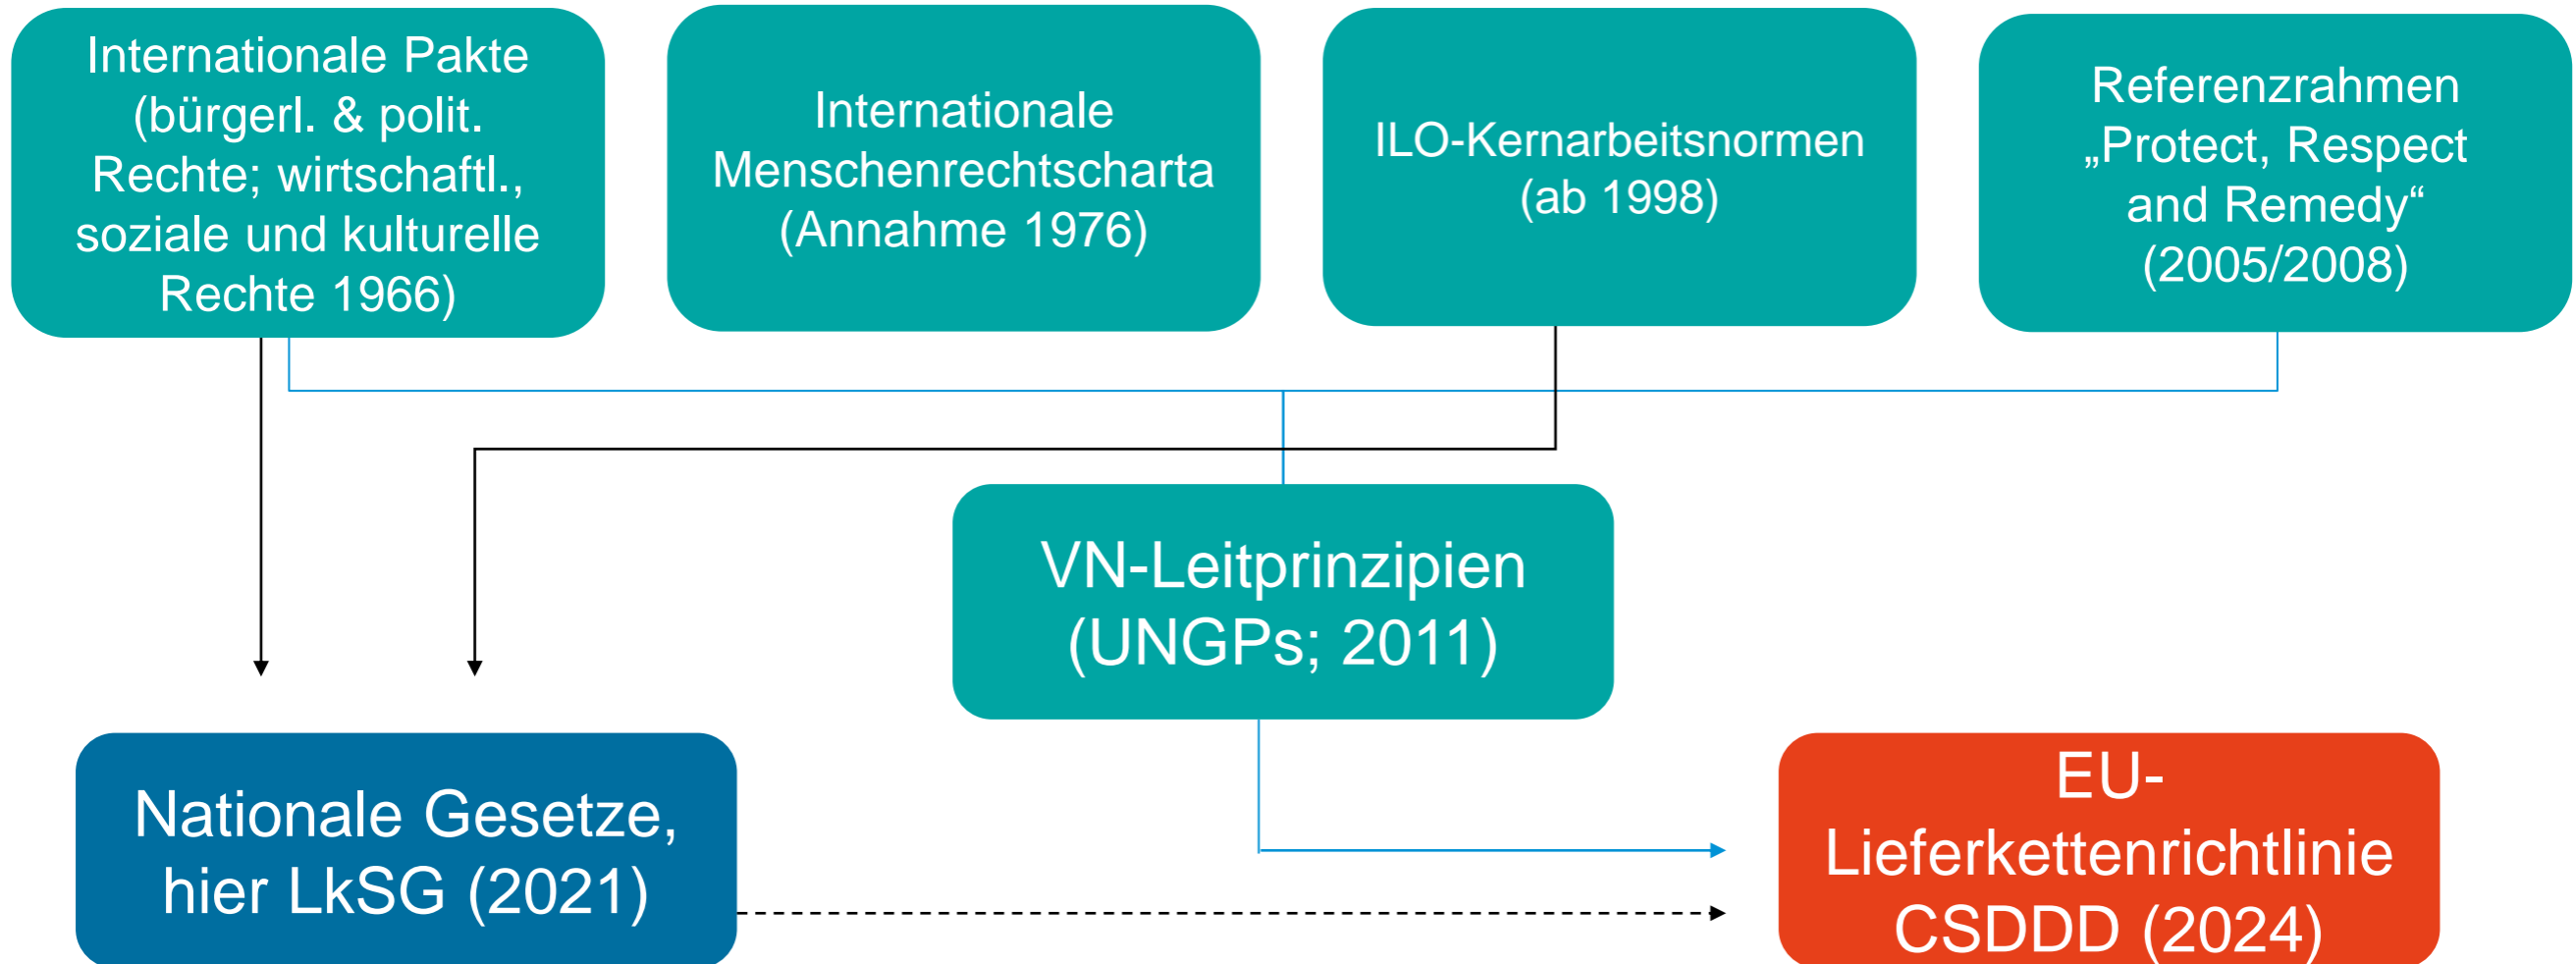 Internationale Pakte
(bürgerl. & polit.
Rechte; wirtschaftl.,
soziale und kulturelle
Rechte 1966)
Internationale
Menschenrechtscharta
(Annahme 1976)
ILO-Kernarbeitsnormen
(ab 1998)
Referenzrahmen
„Protect, Respect
and Remedy“
(2005/2008)
VN-Leitprinzipien
(UNGPs; 2011)
Nationale Gesetze,
hier LkSG (2021)
EU-
Lieferkettenrichtlinie
CSDDD (2024)